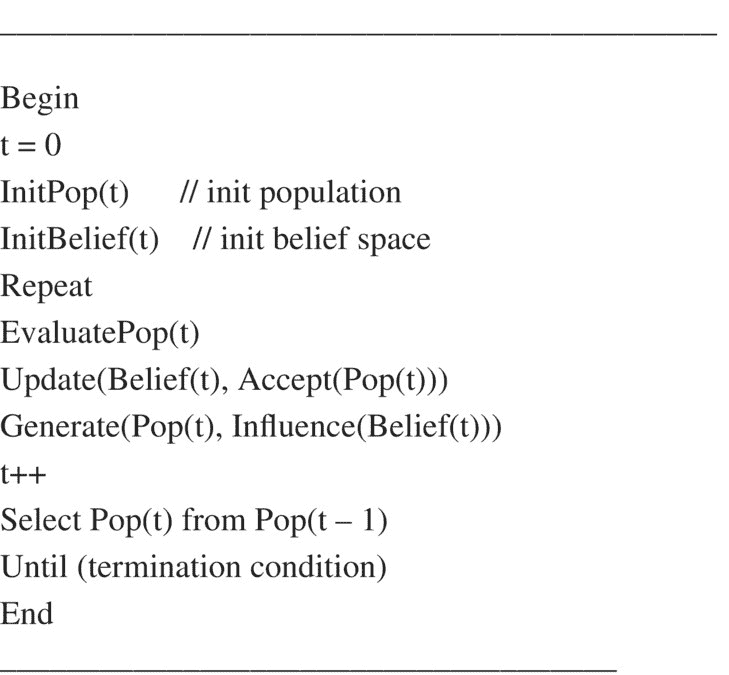 Begin
t = 0
InitPop(t) // init population
InitBelief(t) // init belief space
Repeat
EvaluatePop(t)
Update(Belief(t), Accept(Pop(t)))
Generate(Pop(t), Influence(Belief(t)))
t++
Select Pop(t) from Pop(t – 1)
Until (termination condition)
End